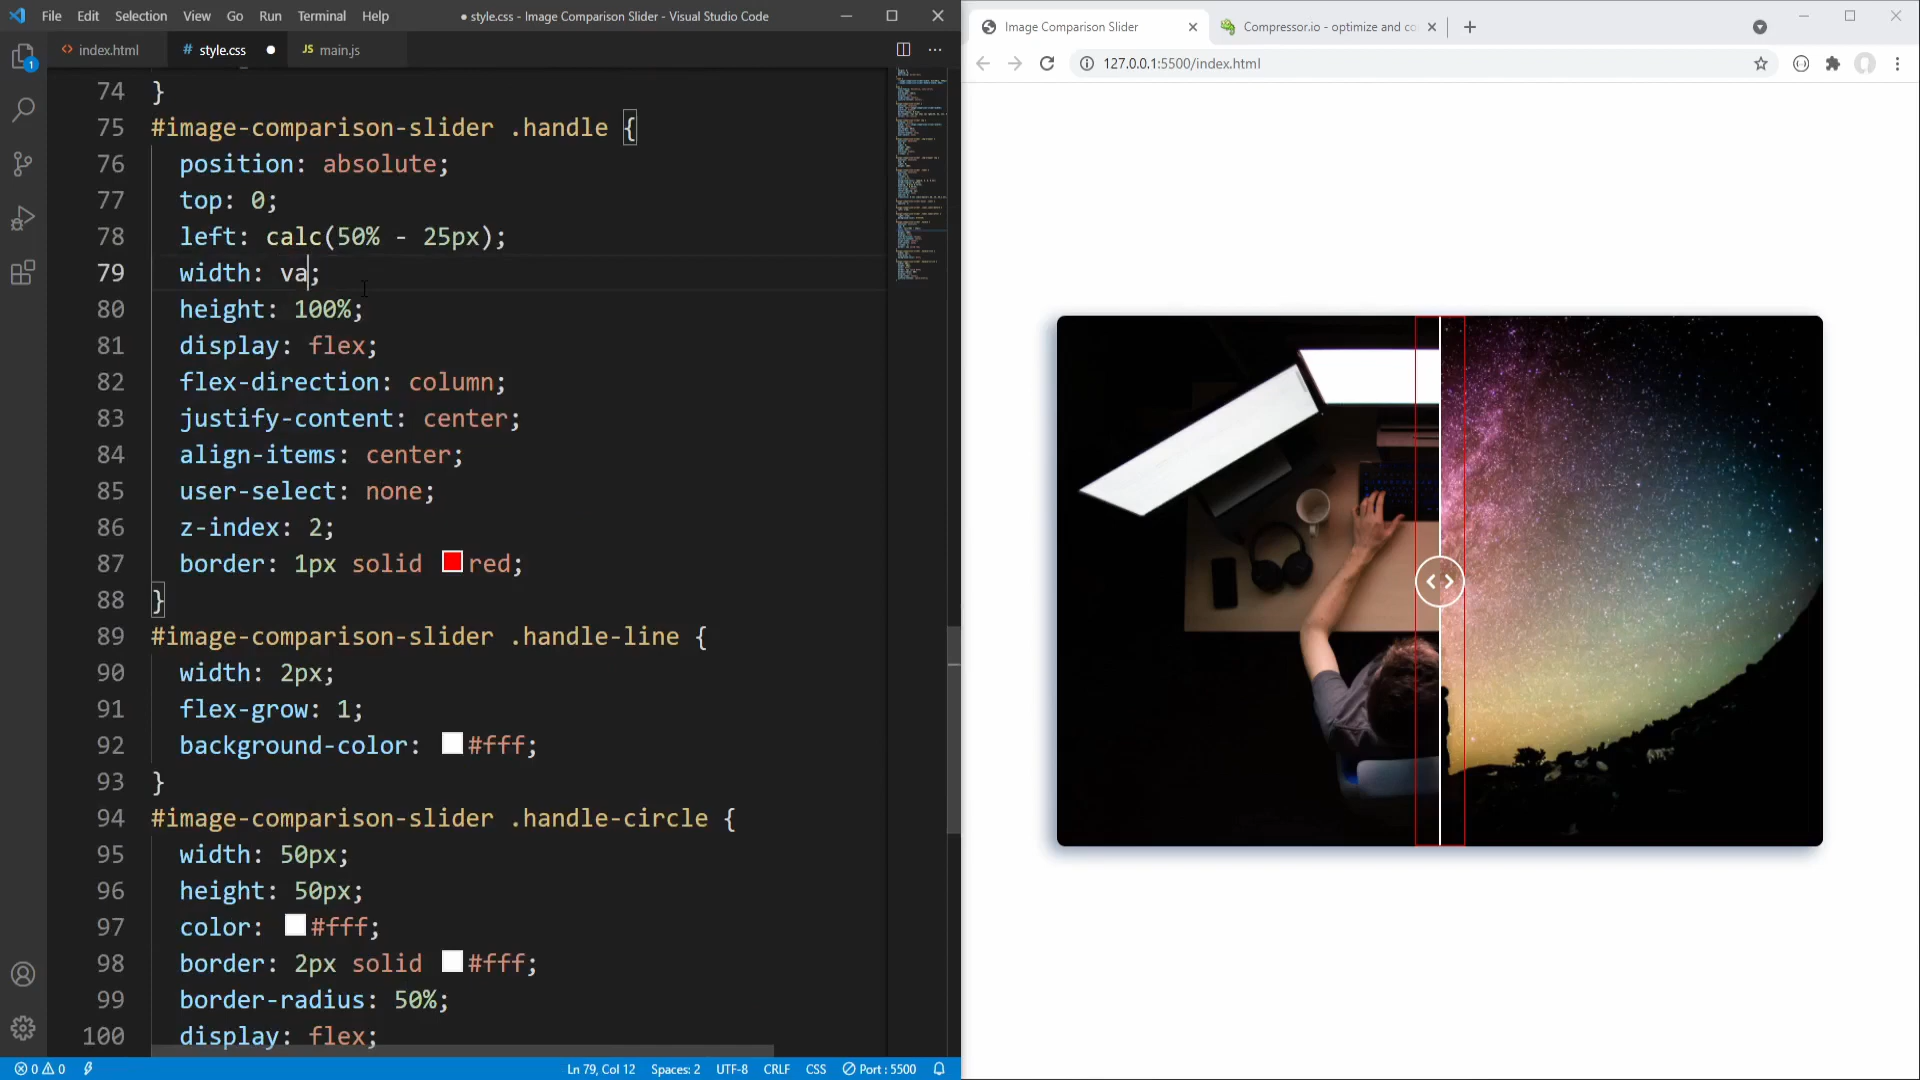 File Edit Selection View Go Run Terminal Help
● style.css - Image Comparison Slider - Visual Studio Code
<> index.html # style.css ● JS main.js ···
74 }
75 #image-comparison-slider .handle {
76 position: absolute;
77 top: 0;
78 left: calc(50% - 25px);
79 width: va;
80 height: 100%;
81 display: flex;
82 flex-direction: column;
83 justify-content: center;
84 align-items: center;
85 user-select: none;
86 z-index: 2;
87 border: 1px solid red;
88 }
89 #image-comparison-slider .handle-line {
90 width: 2px;
91 flex-grow: 1;
92 background-color: #fff;
93 }
94 #image-comparison-slider .handle-circle {
95 width: 50px;
96 height: 50px;
97 color: #fff;
98 border: 2px solid #fff;
99 border-radius: 50%;
100 display: flex;
1
0 0 Ln 79, Col 12 Spaces: 2 UTF-8 CRLF CSS Port : 5500
Image Comparison Slider Compressor.io - optimize and co
127.0.0.1:5500/index.html